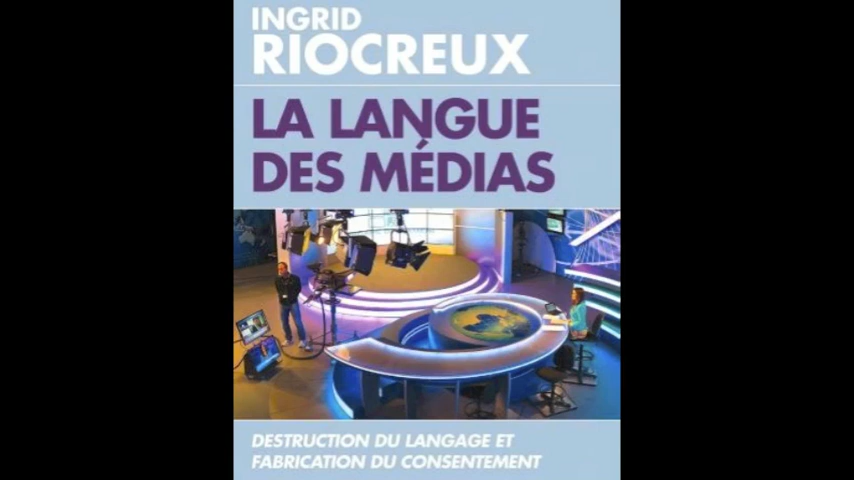 INGRID
RIOCREUX
LA LANGUE
DES MÉDIAS
DESTRUCTION DU LANGAGE ET
FABRICATION DU CONSENTEMENT